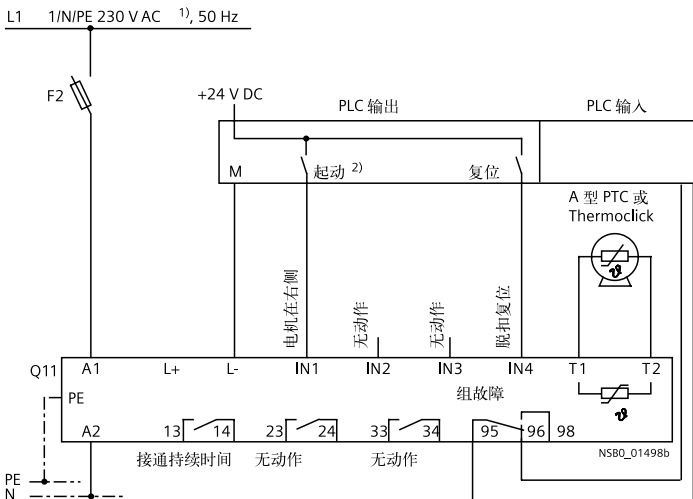 L1 1/N/PE 230 V AC 1), 50 Hz
F2
+24 V DC
PLC 输出
PLC 输入
M
起动 2)
复位
A 型 PTC 或
Thermoclick
电机在右侧
无动作
无动作
脱扣复位
Q11
A1 L+ L- IN1 IN2 IN3 IN4 T1 T2
PE
组故障
A2 13 14 23 24 33 34 95 96 98
接通持续时间 无动作 无动作
NSB0_01498b
PE
N